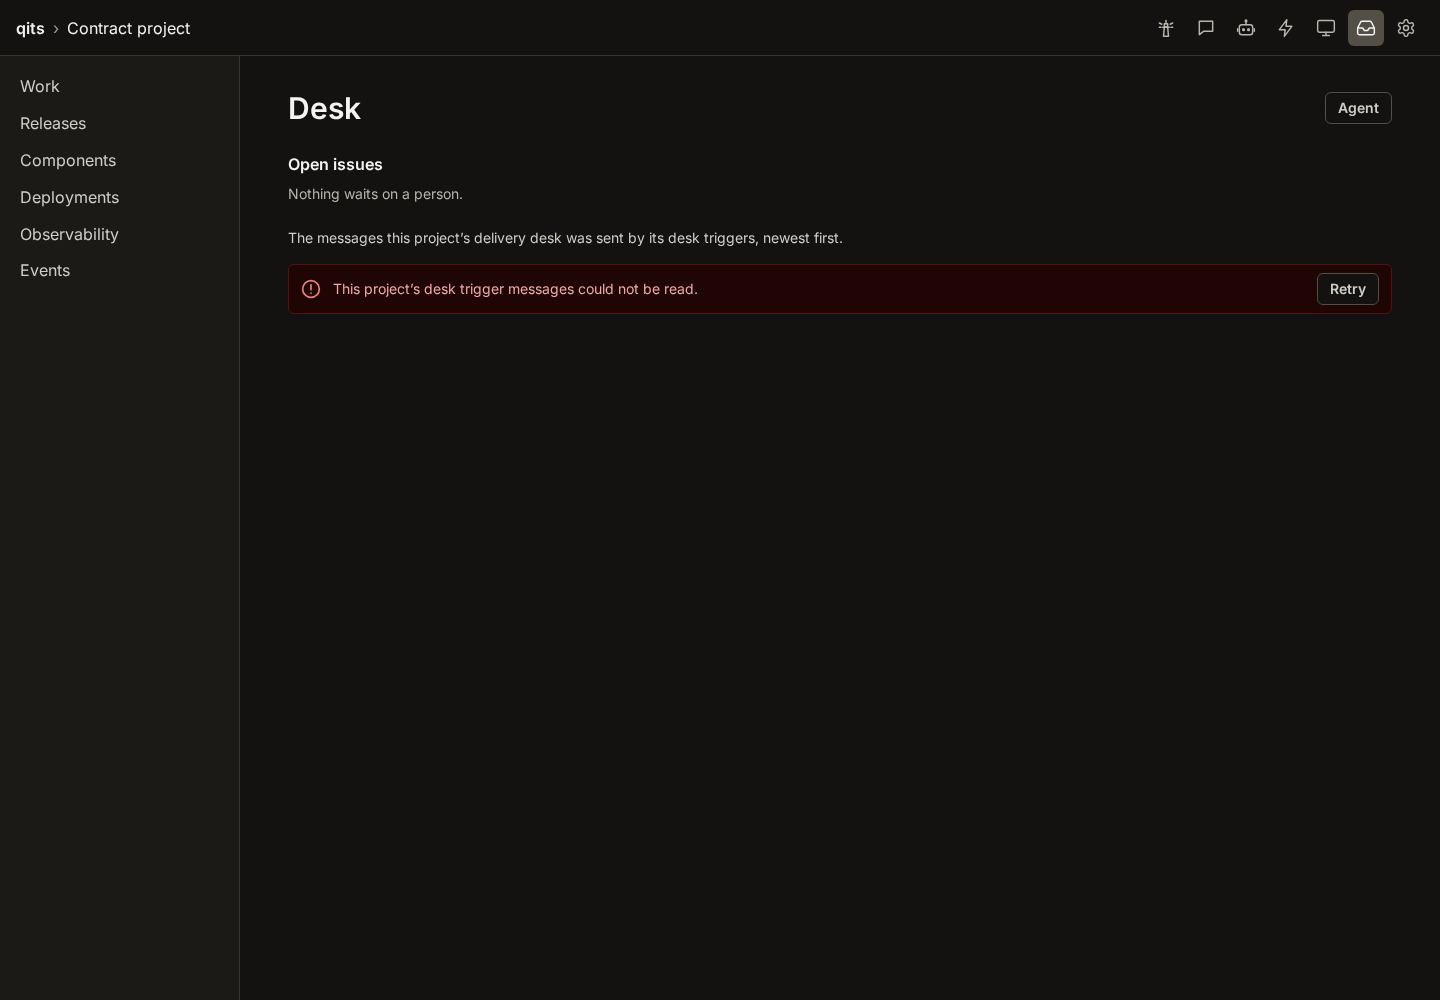 qits › Contract project
Work
Releases
Components
Deployments
Observability
Events
Desk
Agent
Open issues
Nothing waits on a person.
The messages this project’s delivery desk was sent by its desk triggers, newest first.
This project’s desk trigger messages could not be read.
Retry